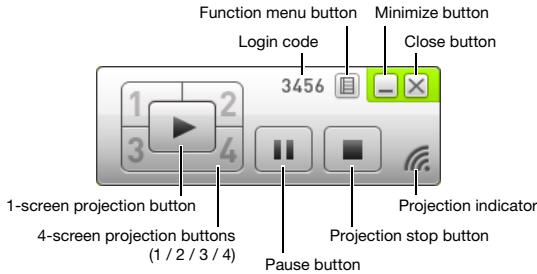 Function menu button
Minimize button
Login code
Close button
3456
1
2
3
4
1-screen projection button
Projection indicator
4-screen projection buttons
(1 / 2 / 3 / 4)
Projection stop button
Pause button